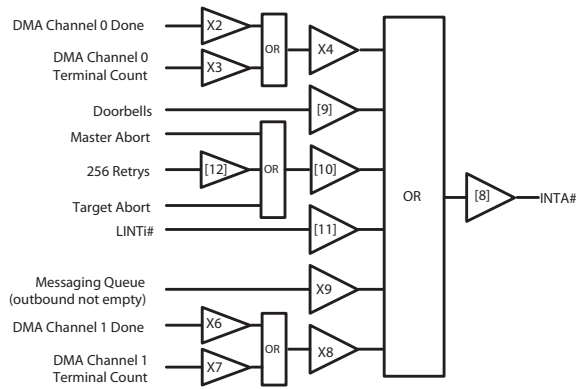 DMA Channel 0 Done
X2
OR
X4
DMA Channel 0
Terminal Count
X3
Doorbells
[9]
Master Abort
256 Retrys
[12]
OR
[10]
OR
[8]
INTA#
Target Abort
LINTi#
[11]
Messaging Queue
(outbound not empty)
X9
DMA Channel 1 Done
X6
OR
X8
DMA Channel 1
Terminal Count
X7